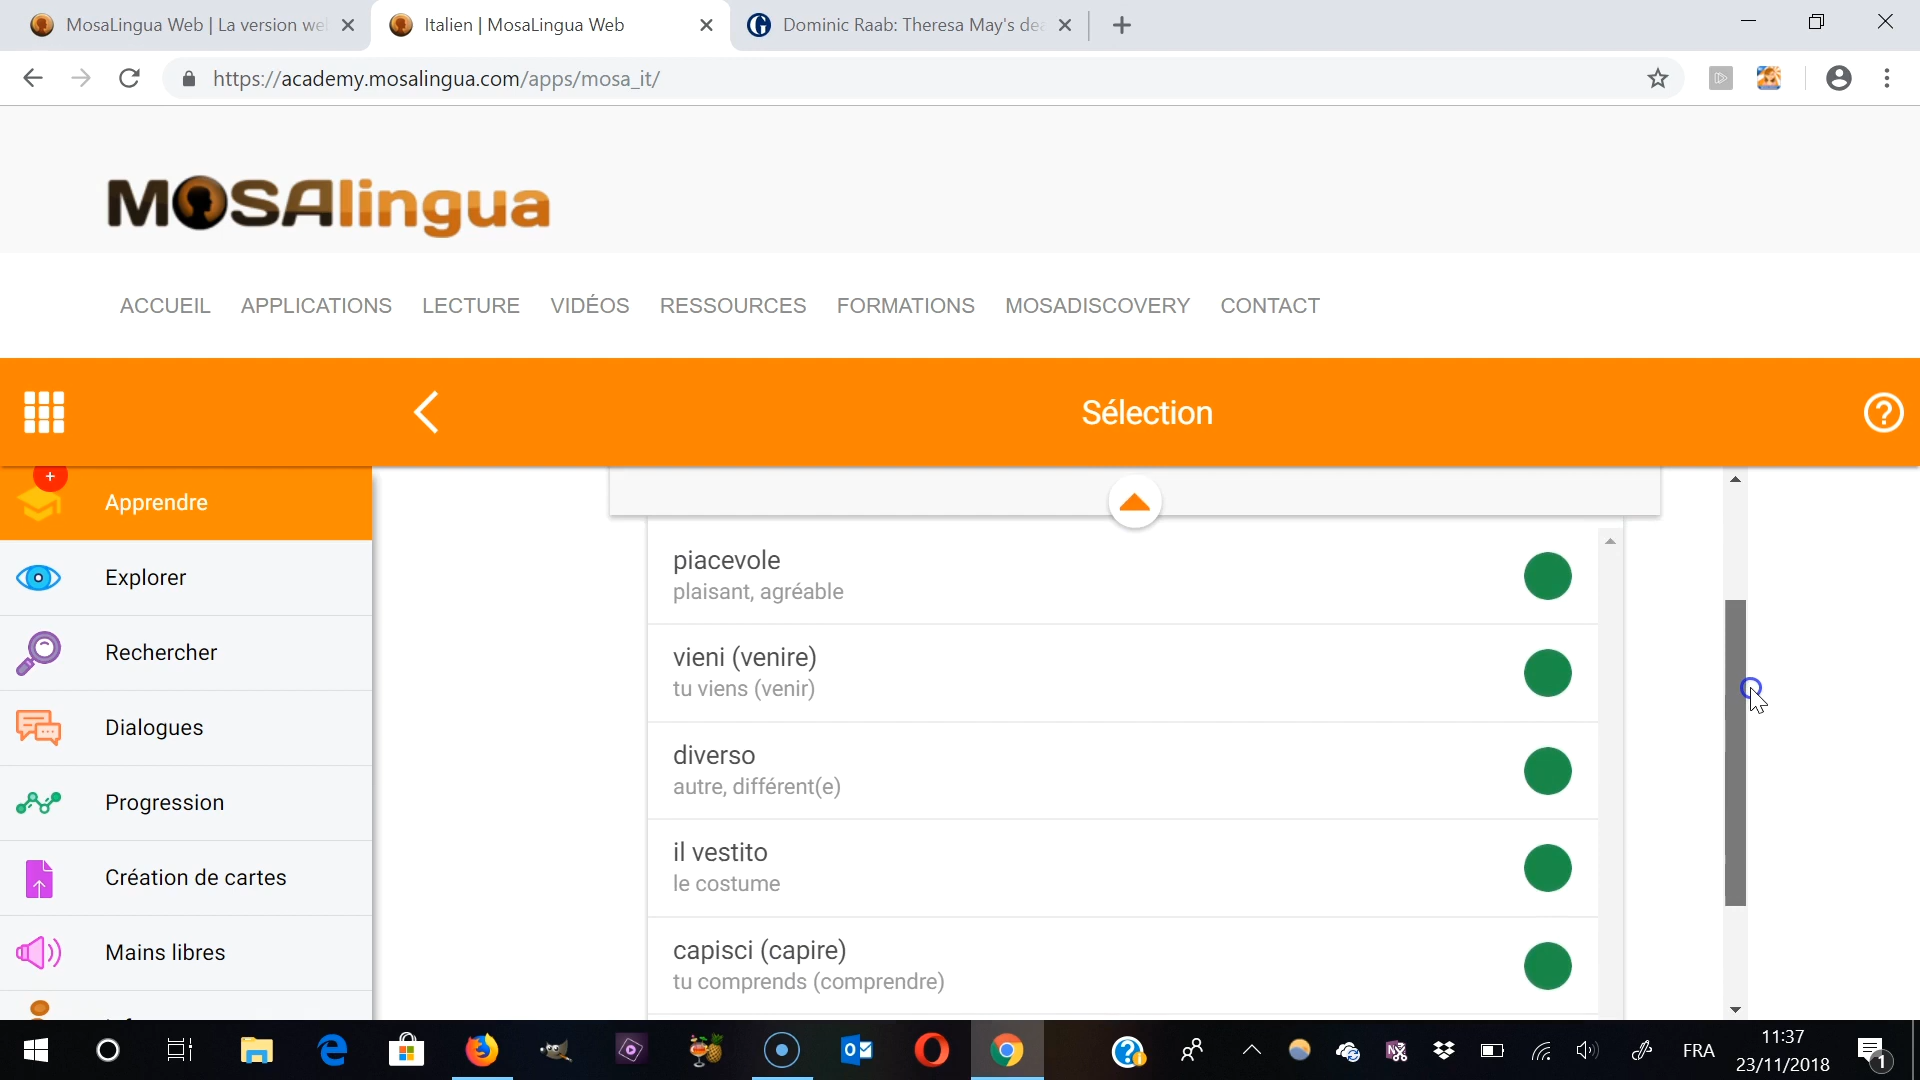 MosaLingua Web | La version we
Italien | MosaLingua Web
Dominic Raab: Theresa May's dea
https://academy.mosalingua.com/apps/mosa_it/
MOSAlingua
ACCUEIL APPLICATIONS LECTURE VIDÉOS RESSOURCES FORMATIONS MOSADISCOVERY CONTACT
Sélection
Apprendre
Explorer
Rechercher
Dialogues
Progression
Création de cartes
Mains libres
piacevole
plaisant, agréable
vieni (venire)
tu viens (venir)
diverso
autre, différent(e)
il vestito
le costume
capisci (capire)
tu comprends (comprendre)
FRA
11:37
23/11/2018
1